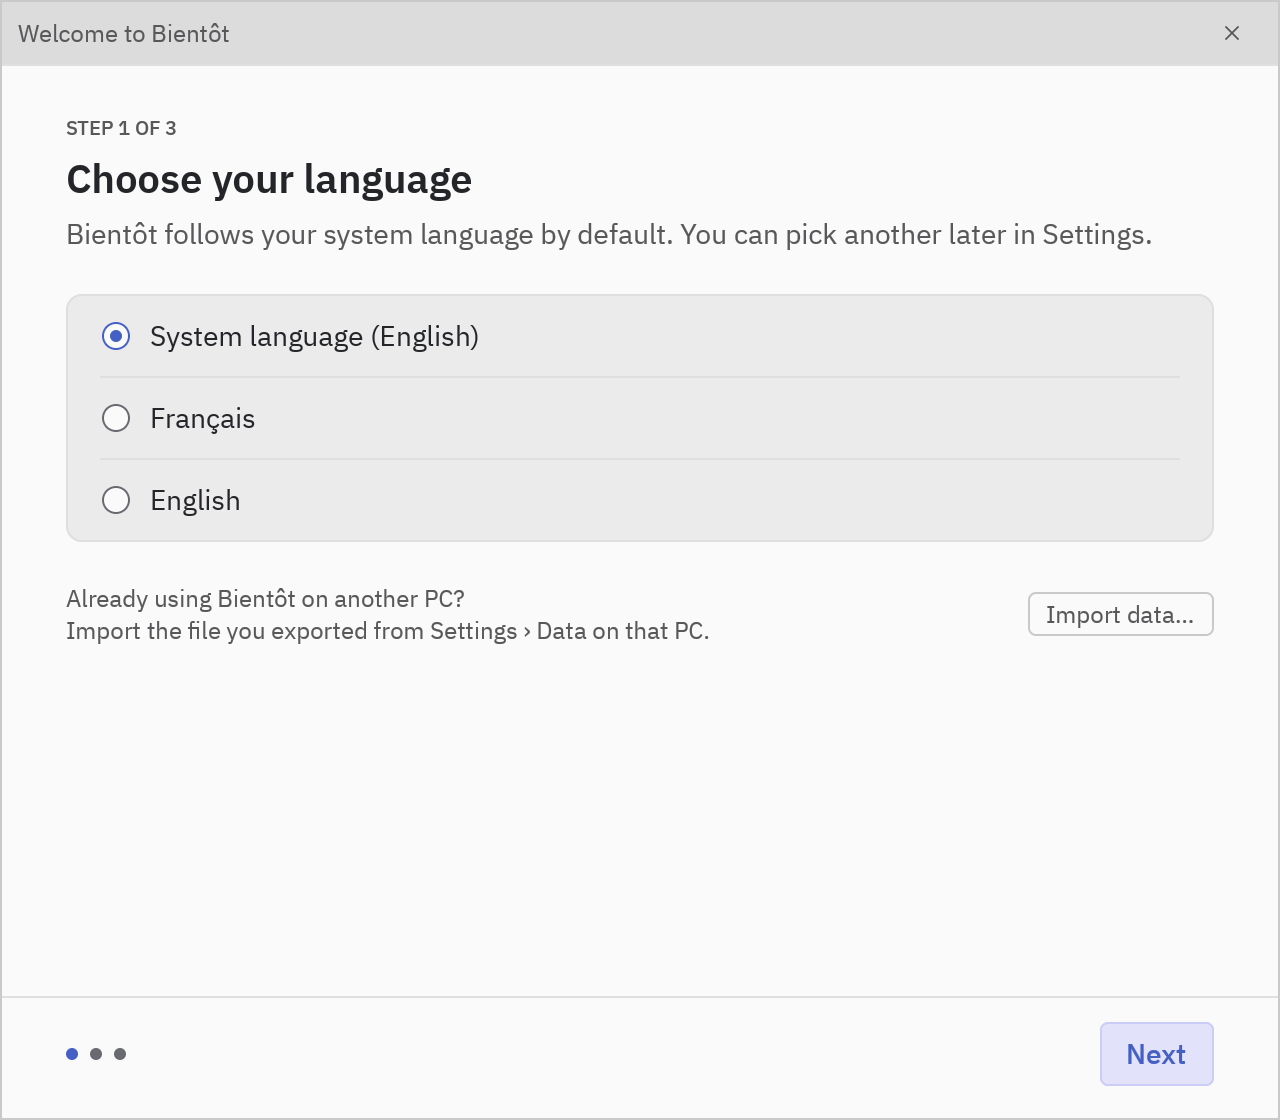 Welcome to Bientôt
STEP 1 OF 3
Choose your language
Bientôt follows your system language by default. You can pick another later in Settings.
System language (English)
Français
English
Already using Bientôt on another PC?
Import the file you exported from Settings › Data on that PC.
Import data...
Next